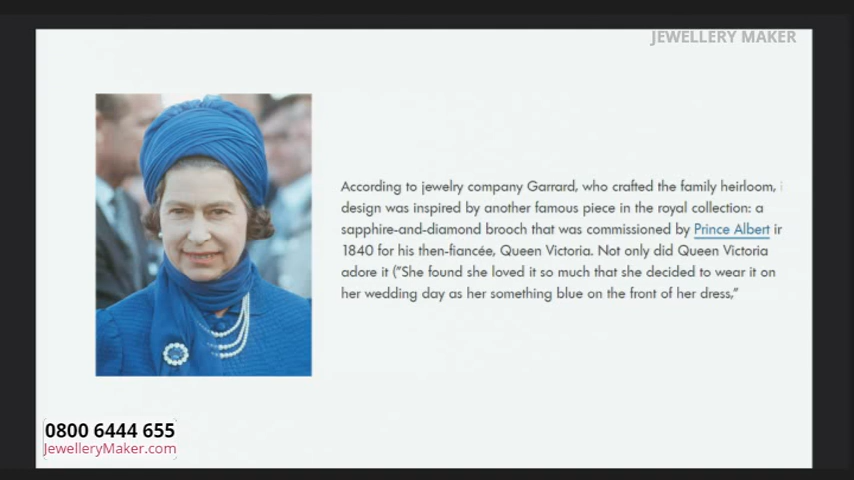 JEWELLERY MAKER
According to jewelry company Garrard, who crafted the family heirloom,
design was inspired by another famous piece in the royal collection: a
sapphire-and-diamond brooch that was commissioned by Prince Albert ir
1840 for his then-fiancée, Queen Victoria. Not only did Queen Victoria
adore it ("She found she loved it so much that she decided to wear it on
her wedding day as her something blue on the front of her dress,"
0800 6444 655
JewelleryMaker.com